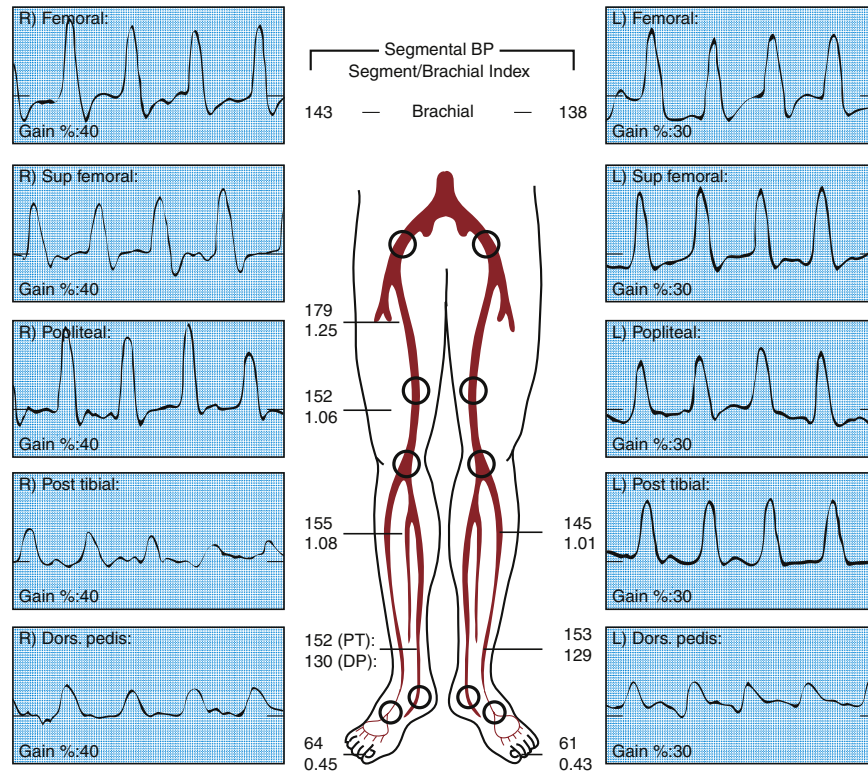 R) Femoral:
Gain %:40
R) Sup femoral:
Gain %:40
R) Popliteal:
Gain %:40
R) Post tibial:
Gain %:40
R) Dors. pedis:
Gain %:40
Segmental BP
Segment/Brachial Index
143 — Brachial — 138
179
1.25
152
1.06
155
1.08
145
1.01
152 (PT):
130 (DP):
153
129
64
0.45
61
0.43
L) Femoral:
Gain %:30
L) Sup femoral:
Gain %:30
L) Popliteal:
Gain %:30
L) Post tibial:
Gain %:30
L) Dors. pedis:
Gain %:30